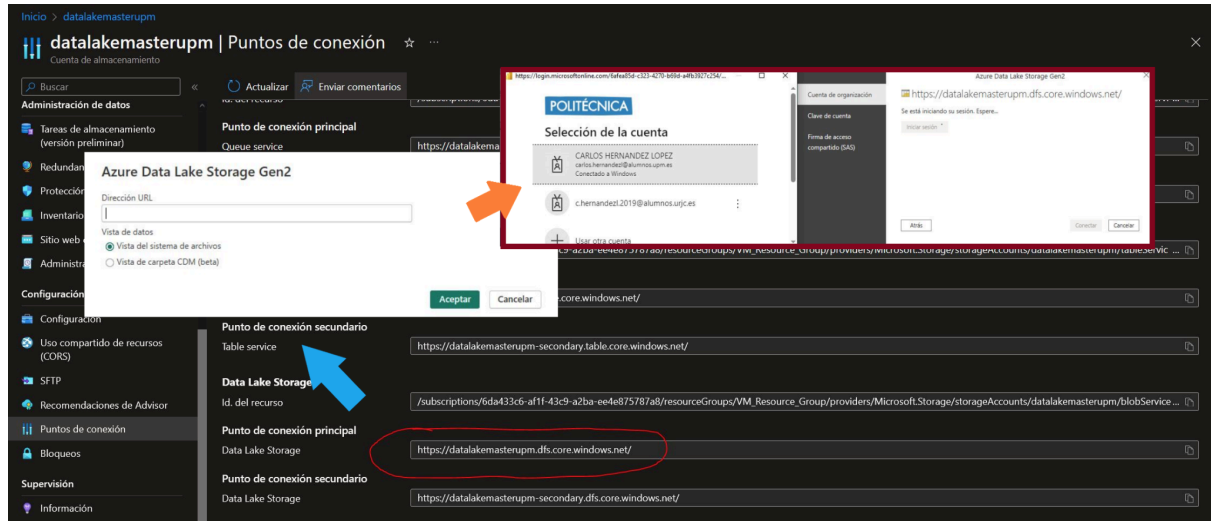 Inicio > datalakemasterupm
datalakemasterupm | Puntos de conexión
Cuenta de almacenamiento
Buscar
Actualizar
Enviar comentarios
Administración de datos
Tareas de almacenamiento
(versión preliminar)
Redundan
Protección
Inventario
Sitio web
Administra
Configuración
Configuración
Uso compartido de recursos
(CORS)
SFTP
Recomendaciones de Advisor
Puntos de conexión
Bloqueos
Supervisión
Información
Punto de conexión principal
Queue service
https://datalakema
Azure Data Lake Storage Gen2
Dirección URL
Vista de datos
Vista del sistema de archivos
Vista de carpeta CDM (beta)
Aceptar
Cancelar
POLITÉCNICA
Selección de la cuenta
CARLOS HERNANDEZ LOPEZ
carlos.hernandezl@alumnos.upm.es
Conectado a Windows
c.hernandezl.2019@alumnos.urjc.es
Usar otra cuenta
Azure Data Lake Storage Gen2
Cuenta de organización
Clave de cuenta
Firma de acceso
compartido (SAS)
https://datalakemasterupm.dfs.core.windows.net/
Se está iniciando su sesión. Espere...
Iniciar sesión
Atrás
Conectar
Cancelar
.core.windows.net/
Punto de conexión secundario
Table service
https://datalakemasterupm-secondary.table.core.windows.net/
Data Lake Storage
Id. del recurso
/subscriptions/6da433c6-af1f-43c9-a2ba-ee4e875787a8/resourceGroups/VM_Resource_Group/providers/Microsoft.Storage/storageAccounts/datalakemasterupm/blobService...
Punto de conexión principal
Data Lake Storage
https://datalakemasterupm.dfs.core.windows.net/
Punto de conexión secundario
Data Lake Storage
https://datalakemasterupm-secondary.dfs.core.windows.net/